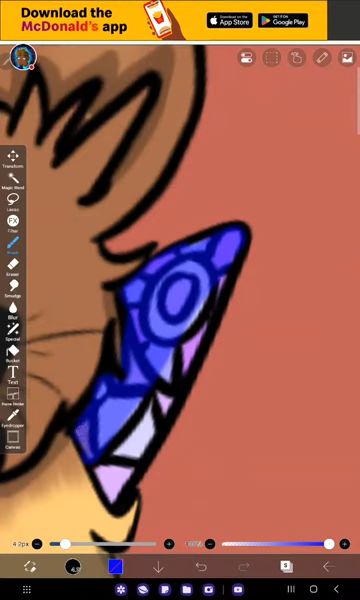 Download the
McDonald's app
Download on the
App Store
GET IT ON
Google Play
Transform
Magic Wand
Lasso
FX
Filter
Brush
Eraser
Smudge
Blur
Special
Bucket
T
Text
Frame Divider
Eyedropper
Canvas
4.2px
5